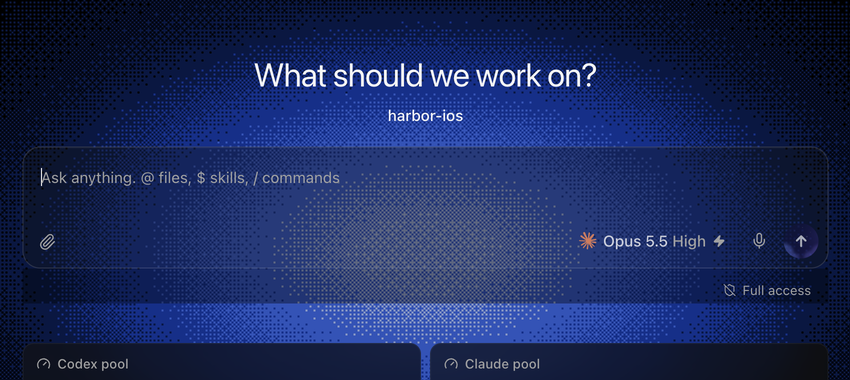 What should we work on?
harbor-ios
Ask anything. @ files, $ skills, / commands
Opus 5.5 High
Full access
Codex pool
Claude pool